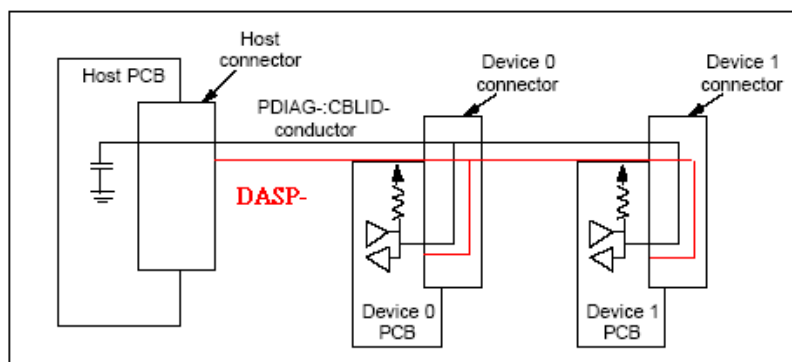 Host
connector
Host PCB
Device 0
connector
Device 1
connector
PDIAG-:CBLID-
conductor
DASP-
Device 0
PCB
Device 1
PCB